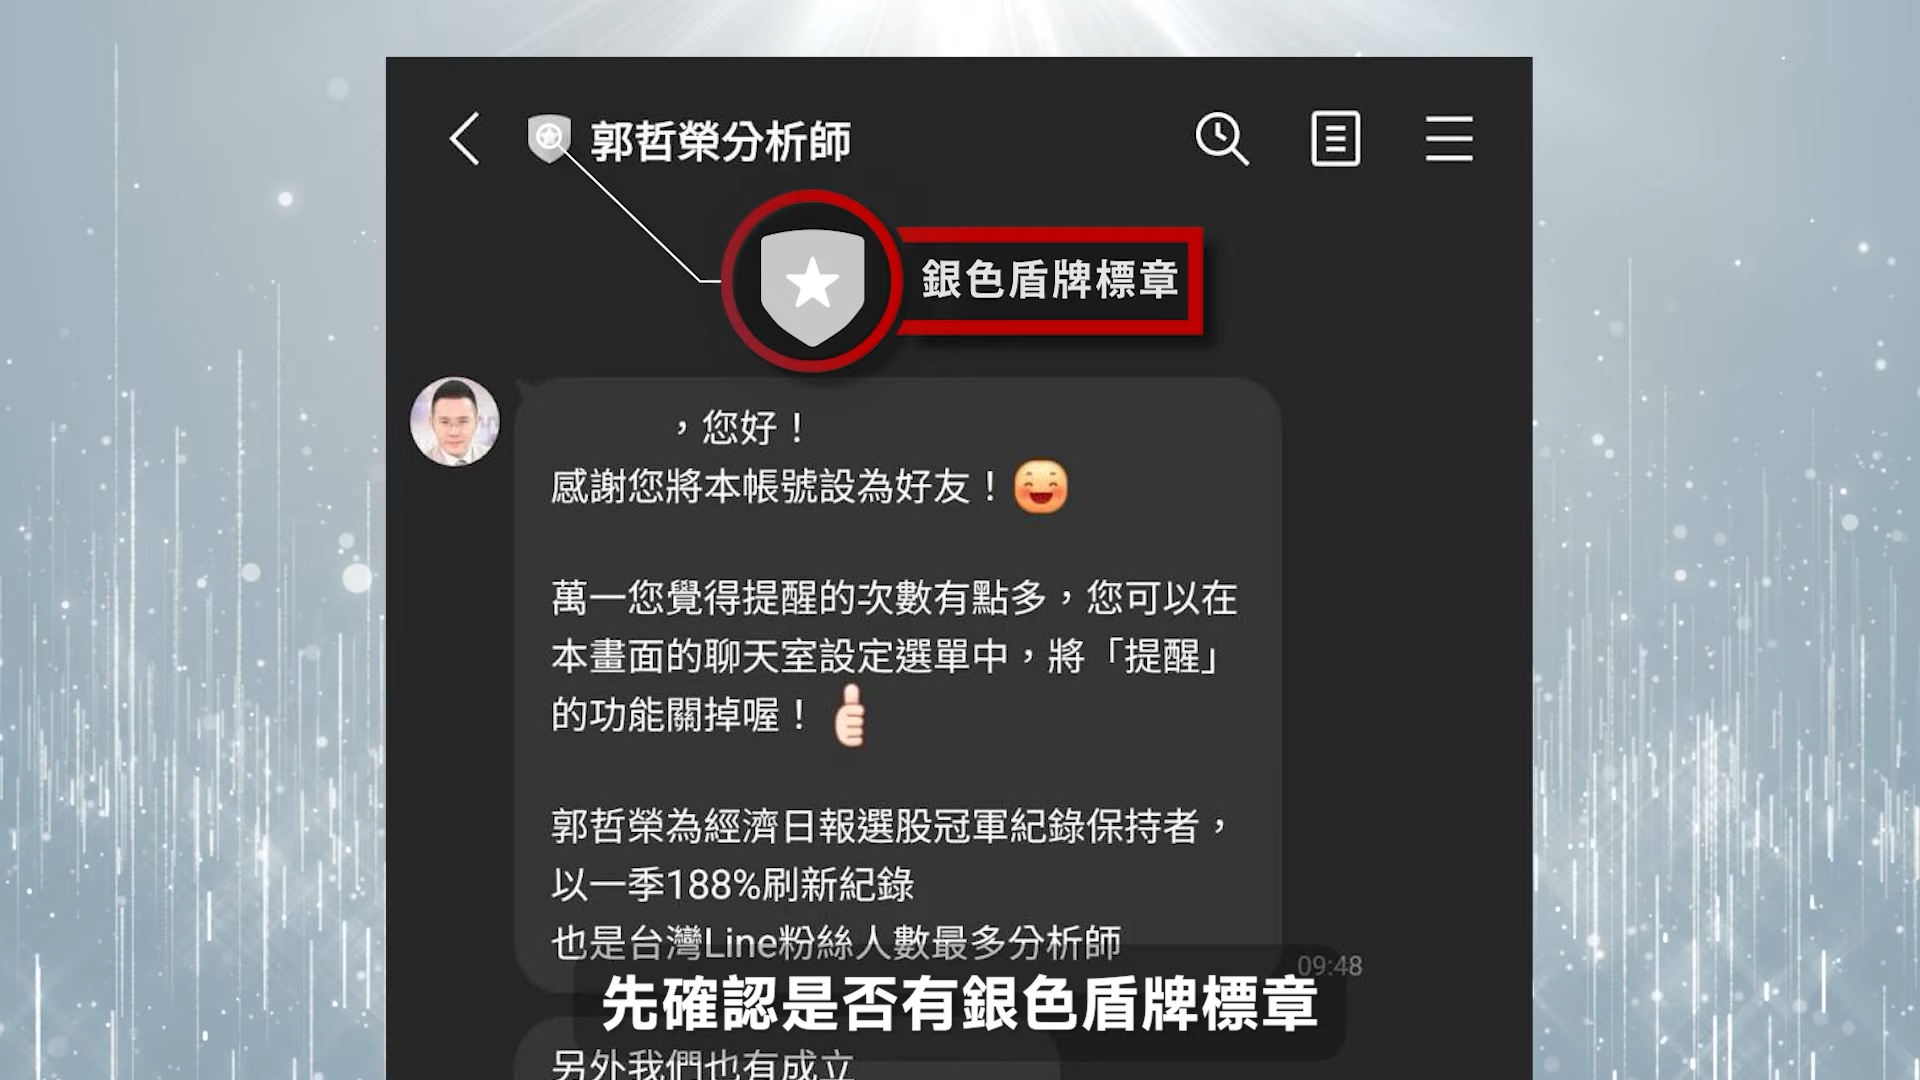 郭哲榮分析師
銀色盾牌標章
，您好！
感謝您將本帳號設為好友！
萬一您覺得提醒的次數有點多，您可以在
本畫面的聊天室設定選單中，將「提醒」
的功能關掉喔！
郭哲榮為經濟日報選股冠軍紀錄保持者，
以一季188%刷新紀錄
也是台灣Line粉絲人數最多分析師
09:48
先確認是否有銀色盾牌標章
另外我們也有成立